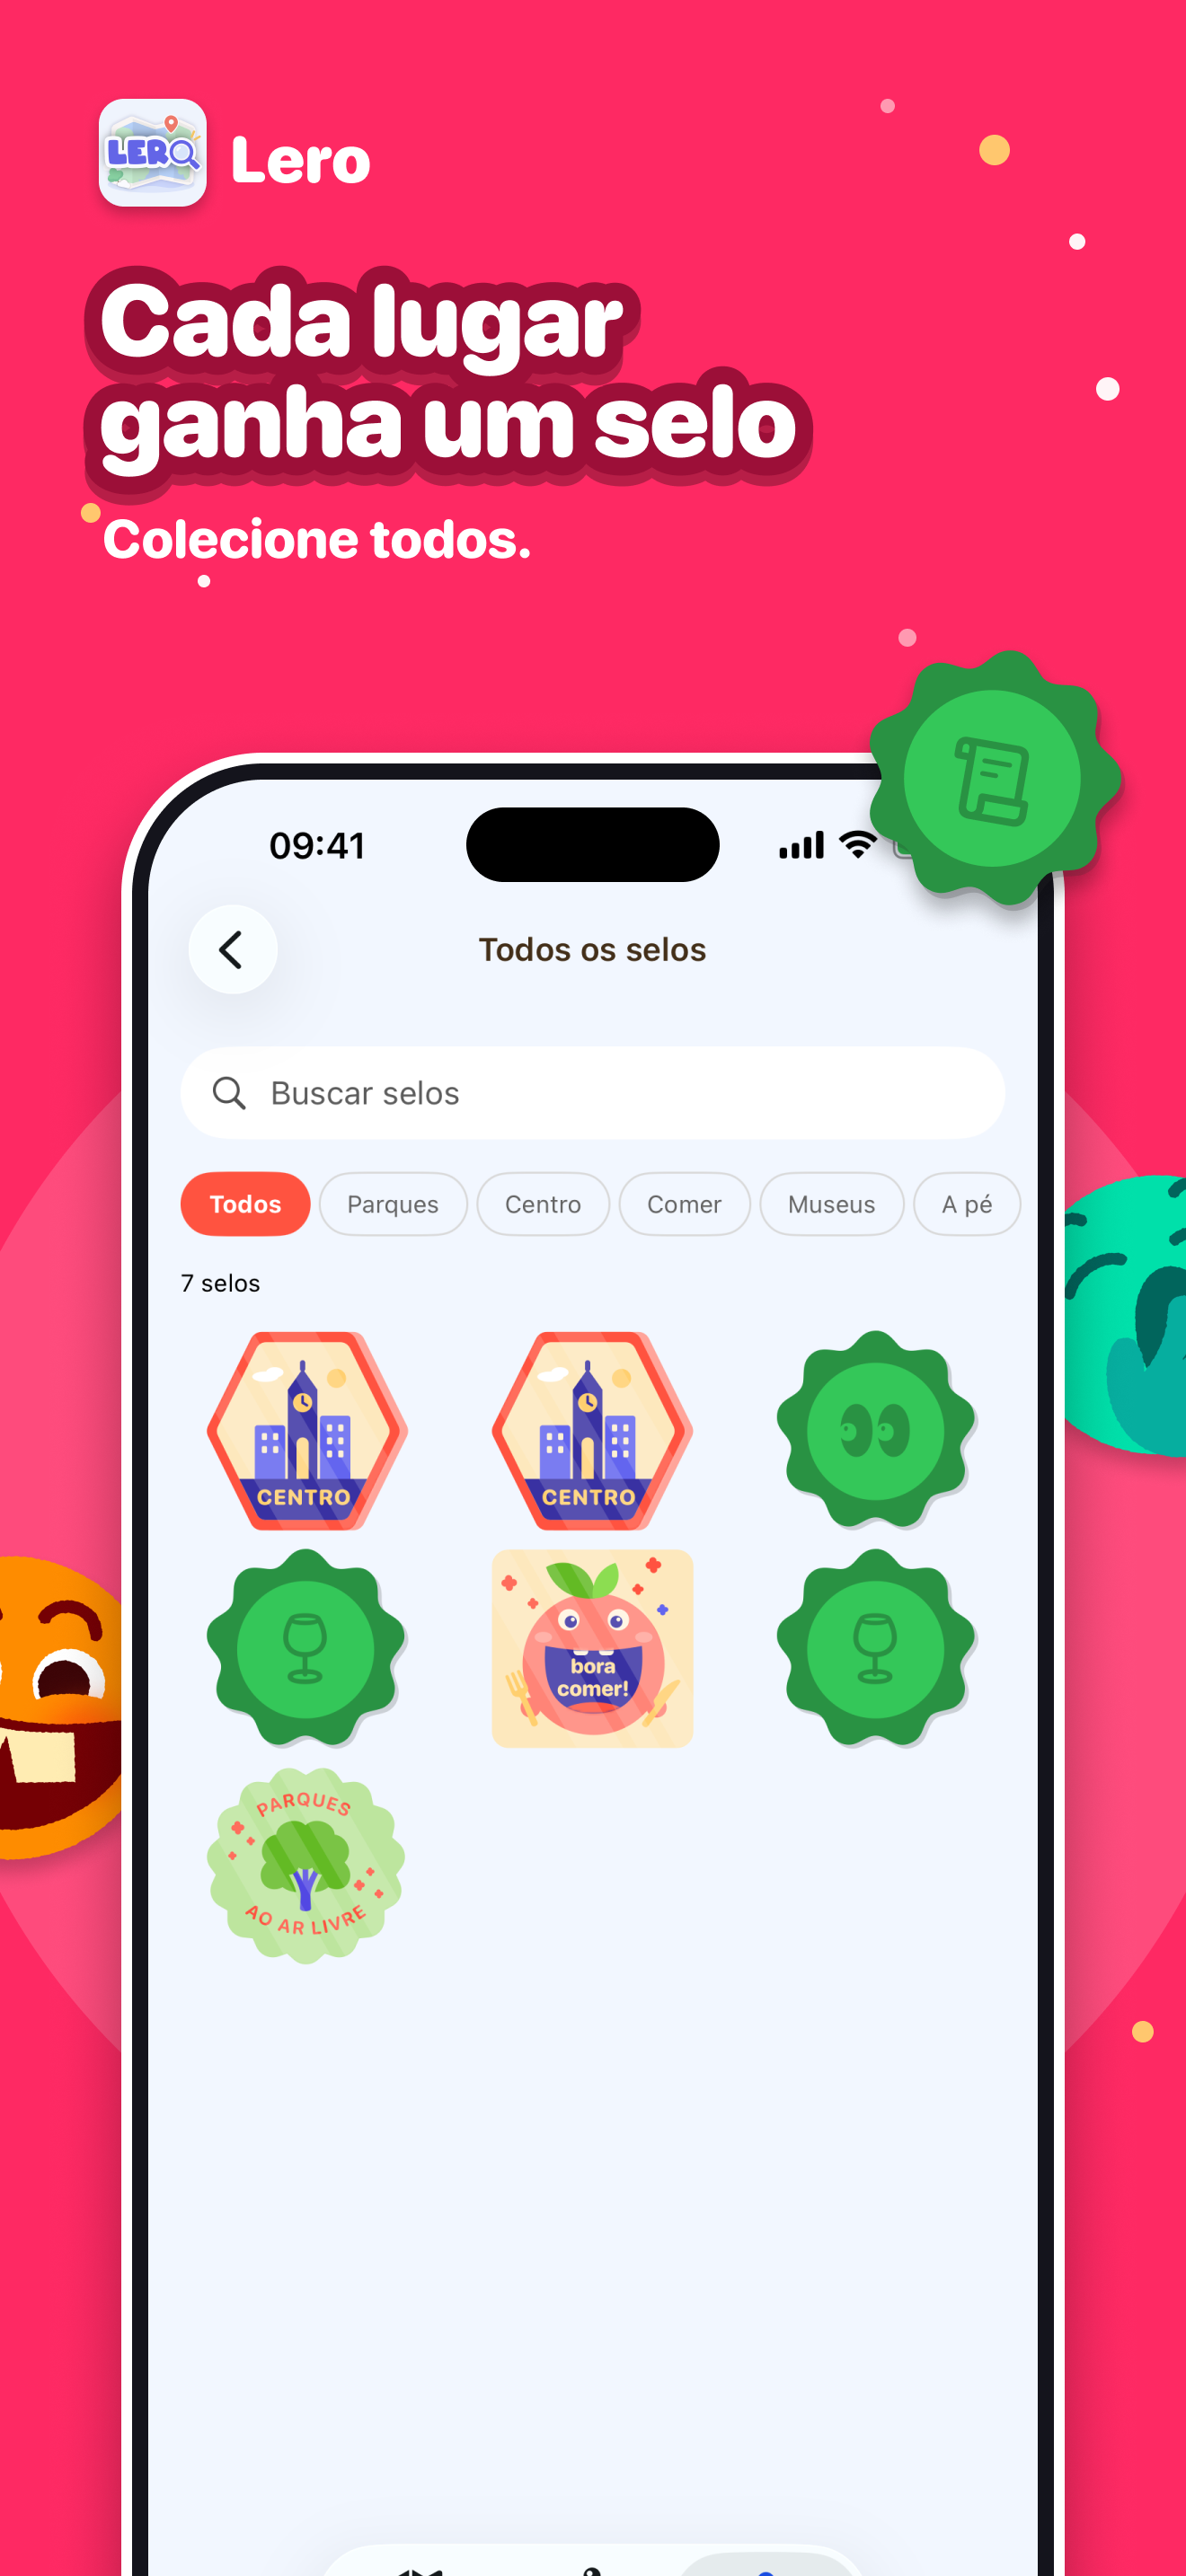 LERO
Lero
Cada lugar
ganha um selo
Colecione todos.
09:41
Todos os selos
Buscar selos
Todos
Parques
Centro
Comer
Museus
A pé
7 selos
CENTRO
CENTRO
bora
comer!
PARQUES
AO AR LIVRE